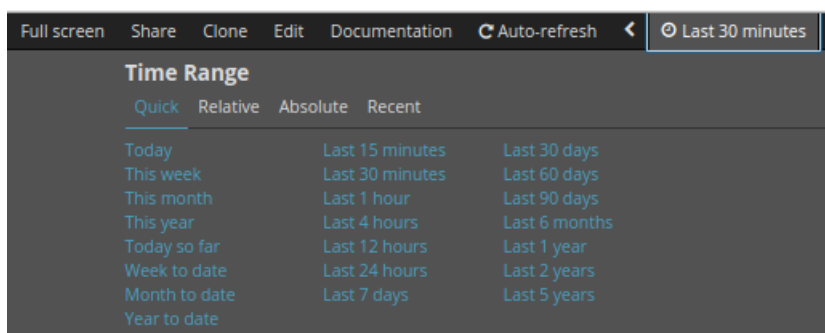 Full screen Share Clone Edit Documentation Auto-refresh Last 30 minutes
Time Range
Quick Relative Absolute Recent
Today Last 15 minutes Last 30 days
This week Last 30 minutes Last 60 days
This month Last 1 hour Last 90 days
This year Last 4 hours Last 6 months
Today so far Last 12 hours Last 1 year
Week to date Last 24 hours Last 2 years
Month to date Last 7 days Last 5 years
Year to date